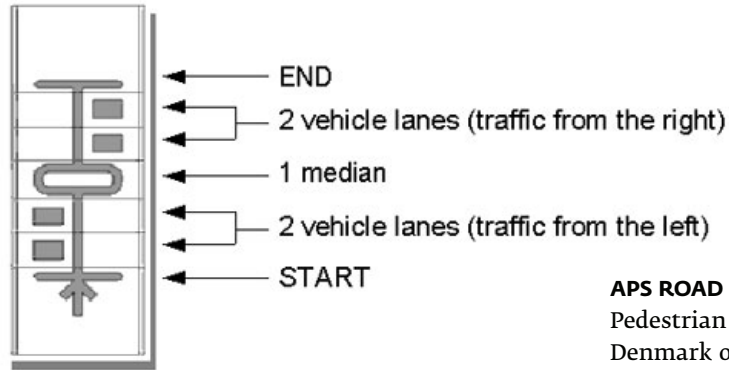 END
2 vehicle lanes (traffic from the right)
1 median
2 vehicle lanes (traffic from the left)
START
APS ROAD
Pedestrian
Denmark o